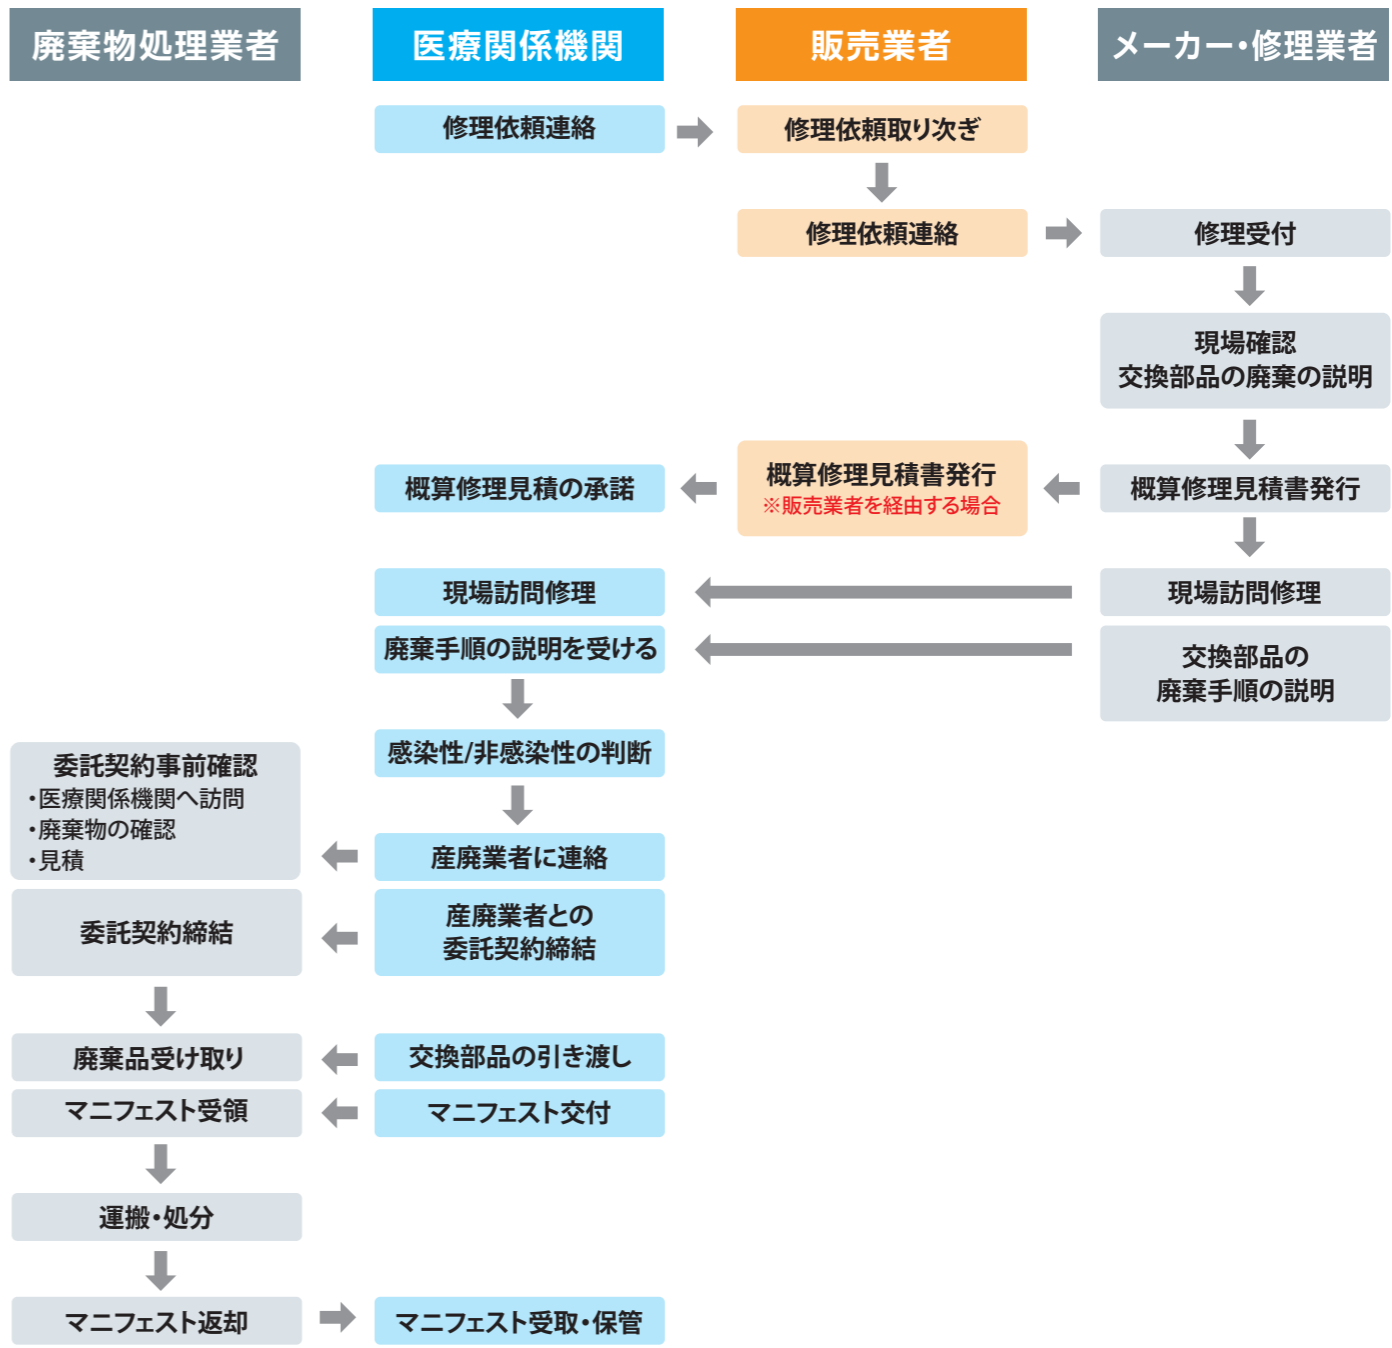 廃棄物処理業者
医療関係機関
販売業者
メーカー・修理業者
修理依頼連絡
修理依頼取り次ぎ
修理依頼連絡
修理受付
現場確認
交換部品の廃棄の説明
概算修理見積の承諾
概算修理見積書発行
※販売業者を経由する場合
概算修理見積書発行
現場訪問修理
現場訪問修理
廃棄手順の説明を受ける
交換部品の
廃棄手順の説明
感染性/非感染性の判断
委託契約事前確認
・医療関係機関へ訪問
・廃棄物の確認
・見積
産廃業者に連絡
委託契約締結
産廃業者との
委託契約締結
廃棄品受け取り
交換部品の引き渡し
マニフェスト受領
マニフェスト交付
運搬・処分
マニフェスト返却
マニフェスト受取・保管